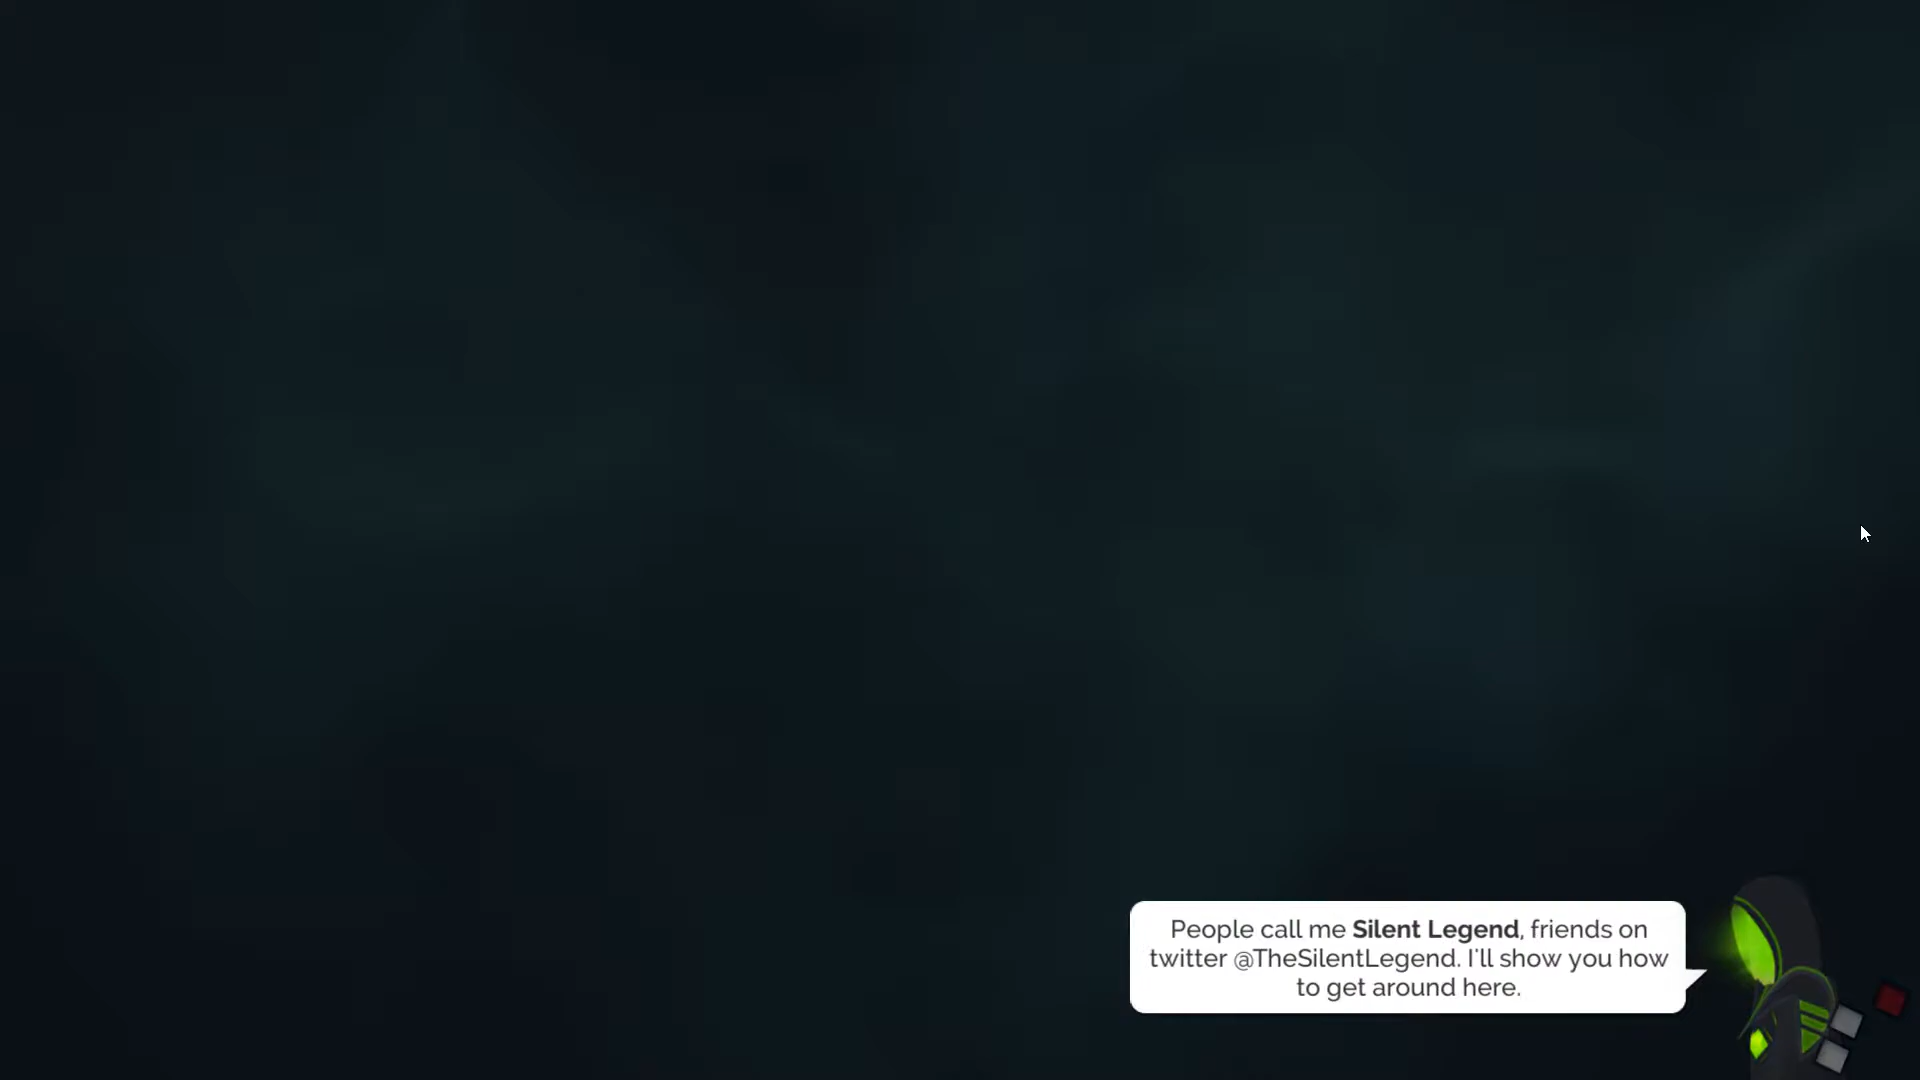 People call me Silent Legend, friends on
twitter @TheSilentLegend. I'll show you how
to get around here.